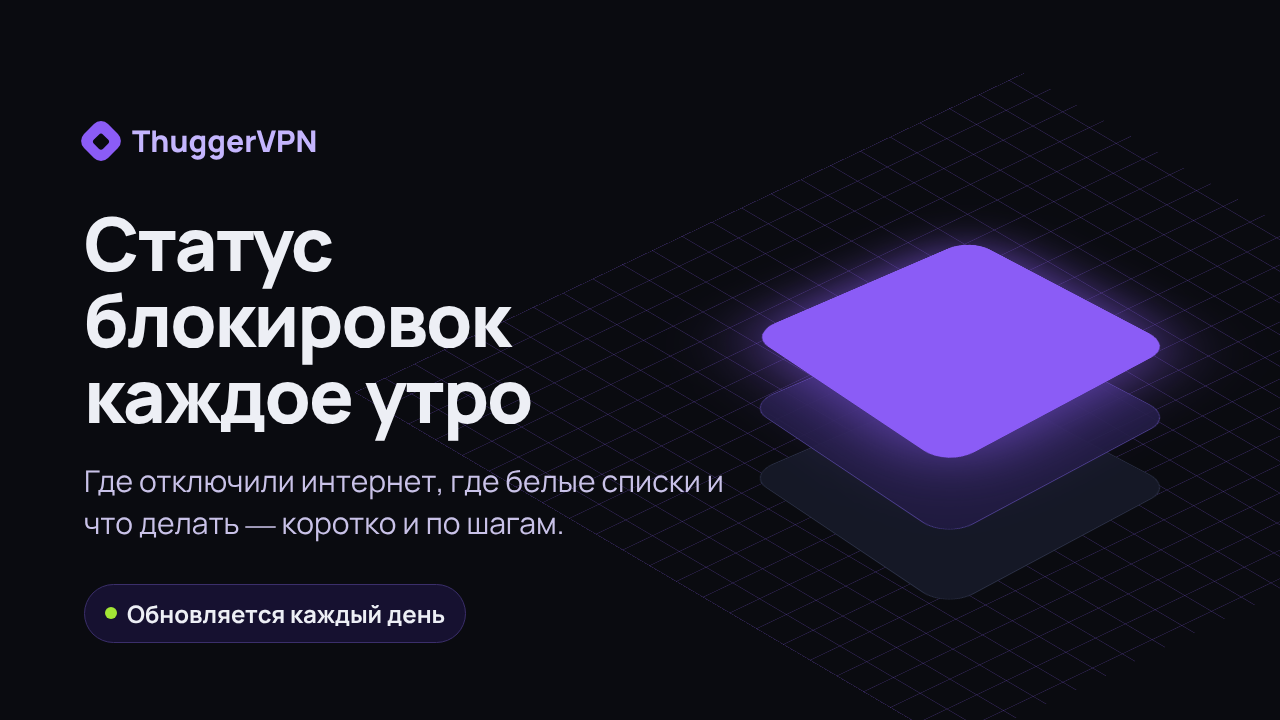 ThuggerVPN
Статус
блокировок
каждое утро
Где отключили интернет, где белые списки и
что делать — коротко и по шагам.
Обновляется каждый день